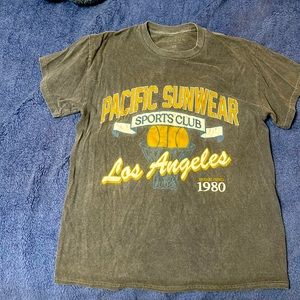 PACIFIC SUNWEAR
SPORTS CLUB
Los Angeles
1980